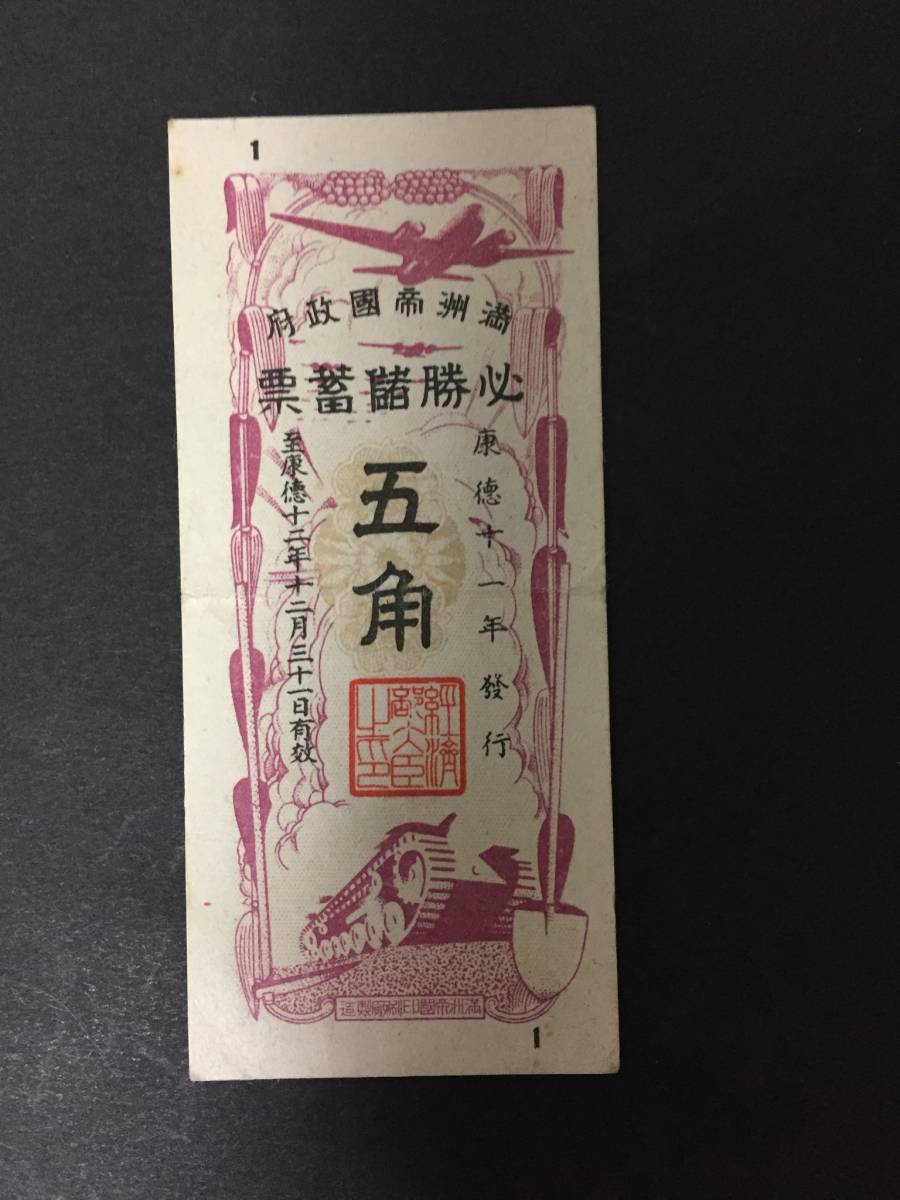 1
滿洲帝國政府
必勝儲蓄票
康德十一年發行
五角
經濟部大臣之印
至康德十二年十二月三十一日有效
滿洲帝國印刷廠製造
1